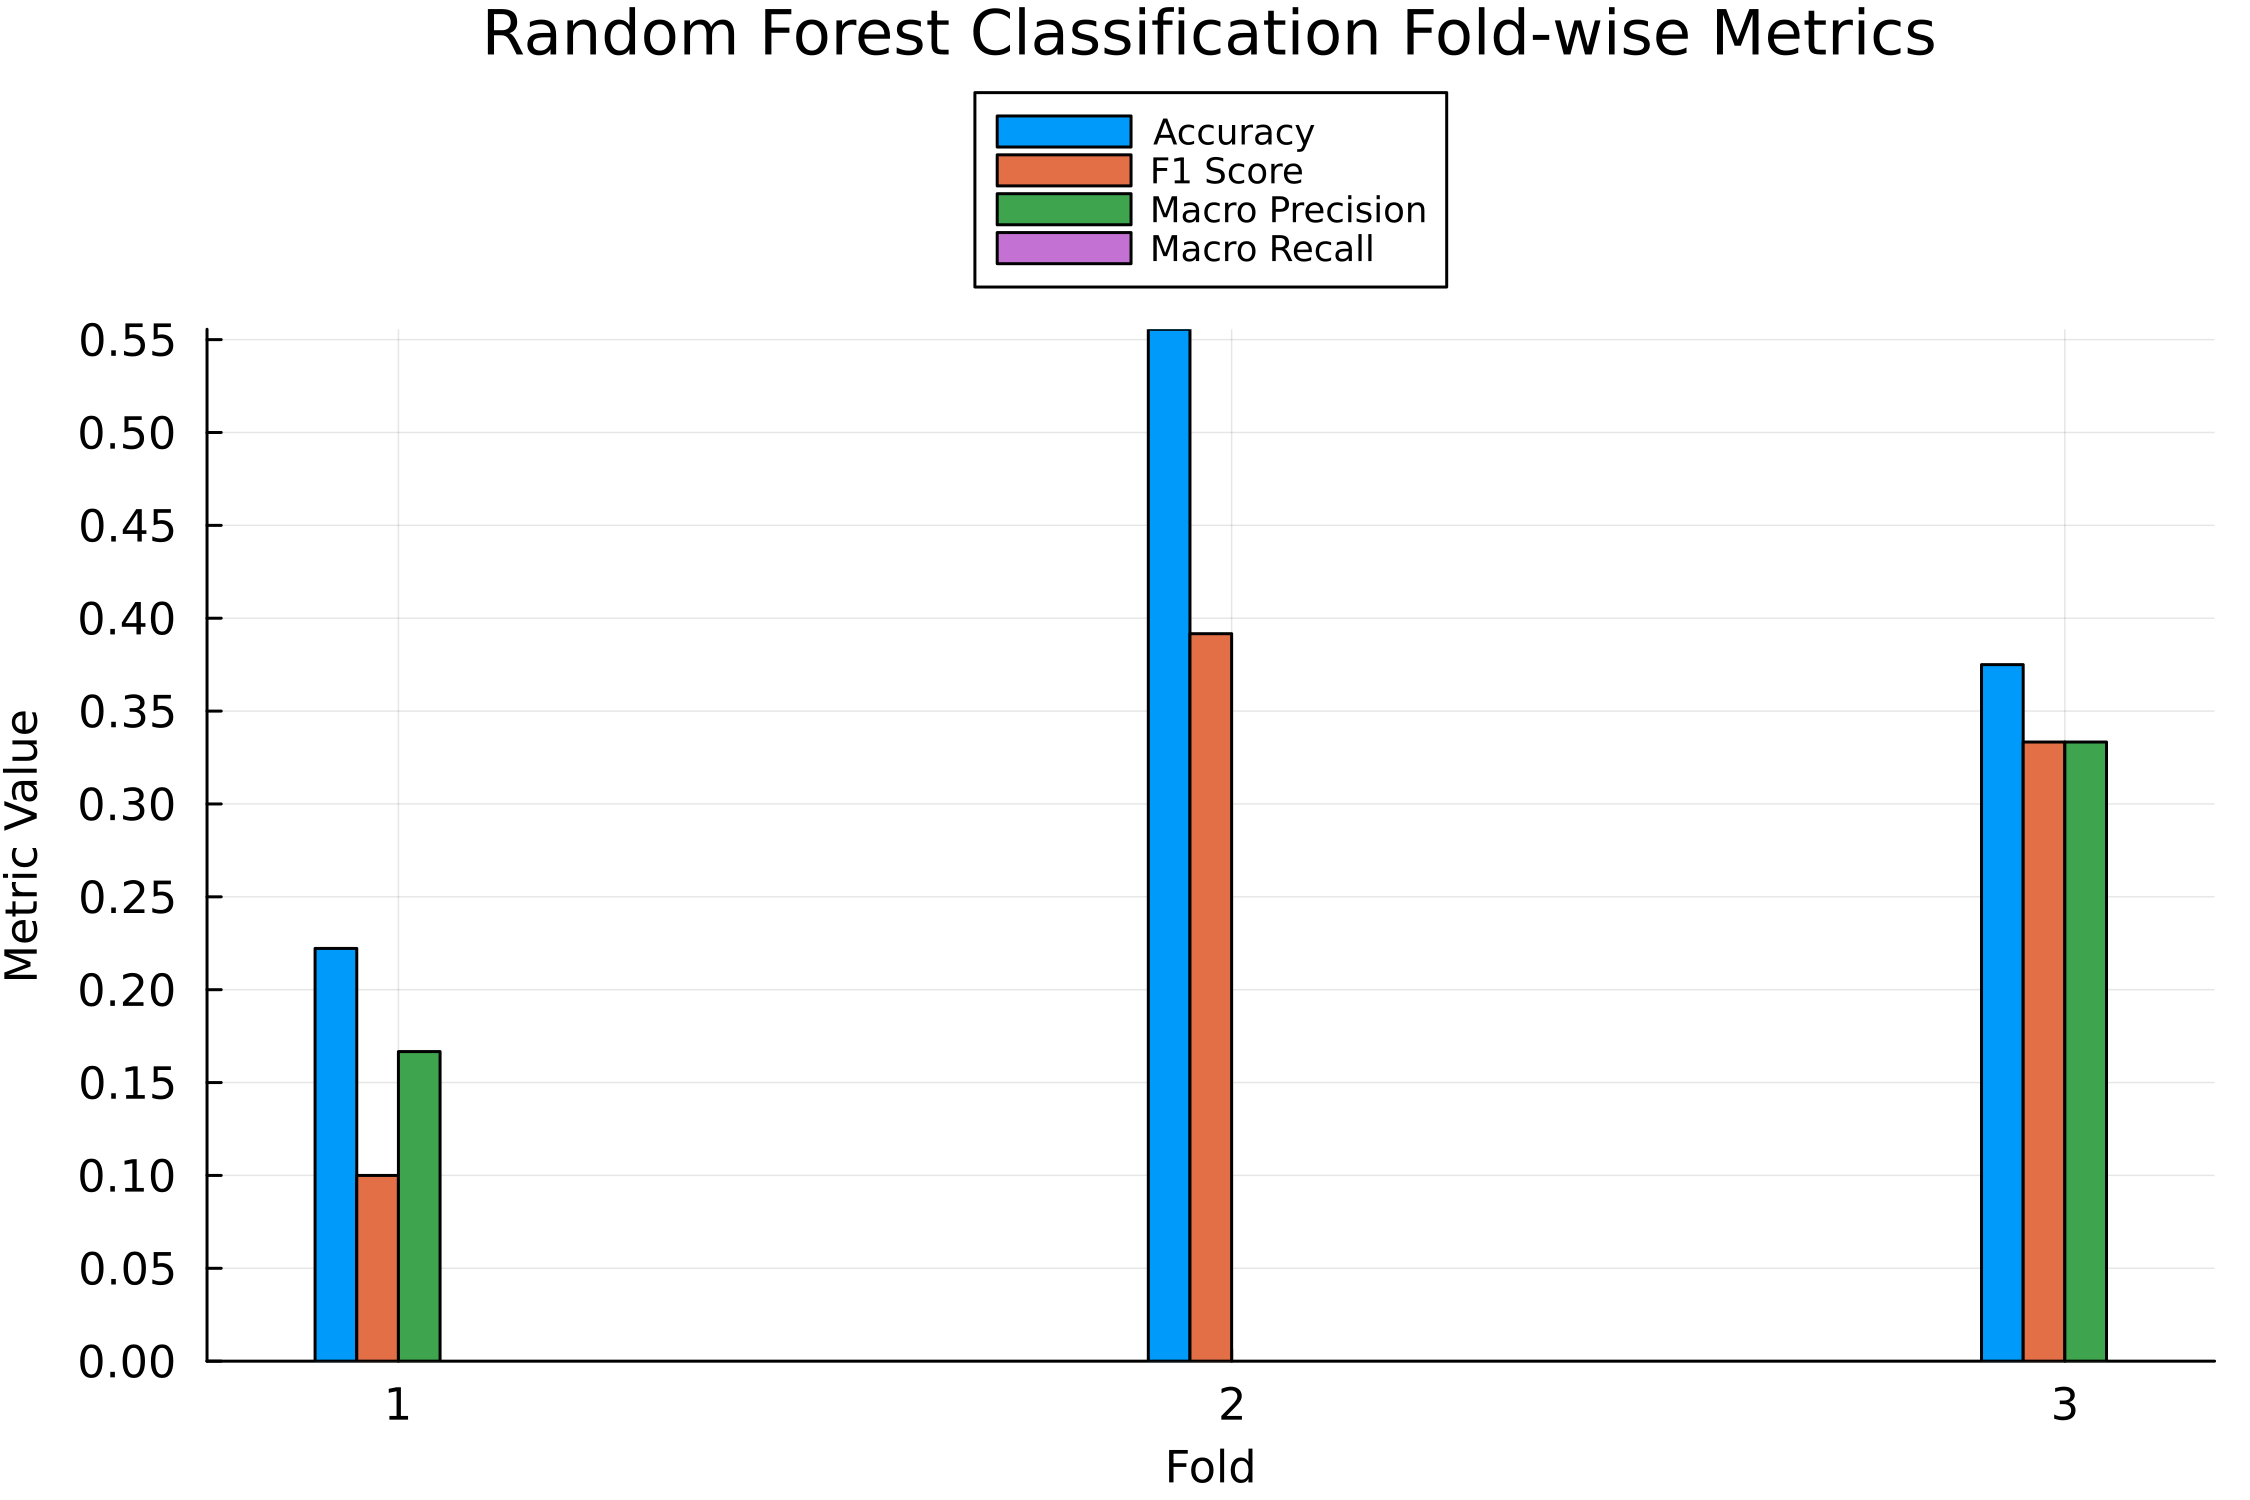 Random Forest Classification Fold-wise Metrics
Accuracy
F1 Score
Macro Precision
Macro Recall
0.55
0.50
0.45
0.40
0.35
0.30
0.25
0.20
0.15
0.10
0.05
0.00
Metric Value
1 2 3
Fold